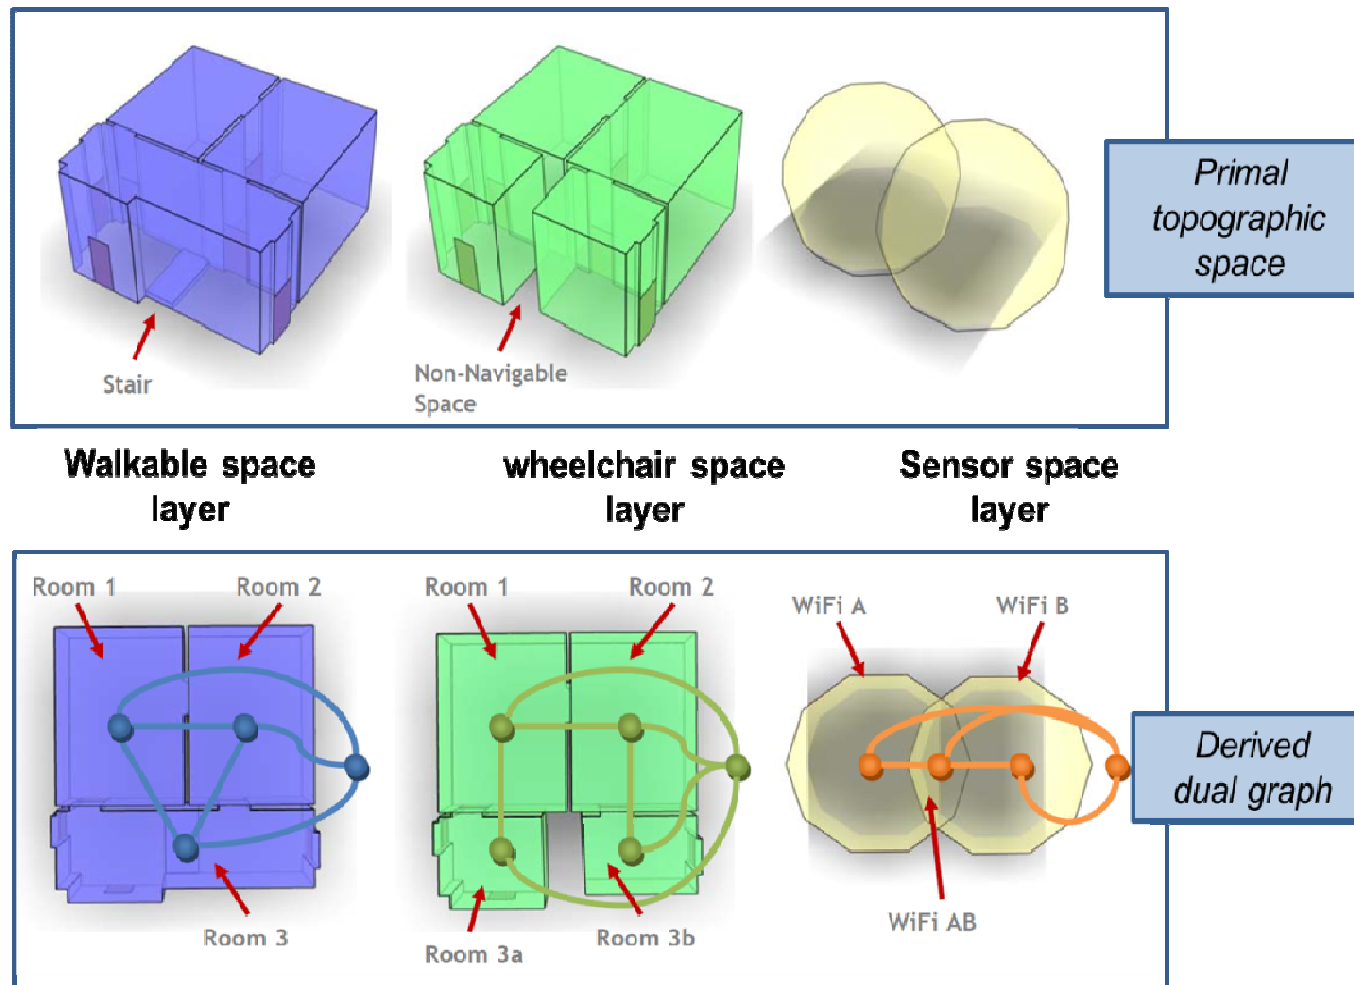 Primal
topographic
space
Stair
Non-Navigable
Space
Walkable space
layer
wheelchair space
layer
Sensor space
layer
Room 1
Room 2
Room 1
Room 2
WiFi A
WiFi B
Derived
dual graph
Room 3
Room 3a
Room 3b
WiFi AB